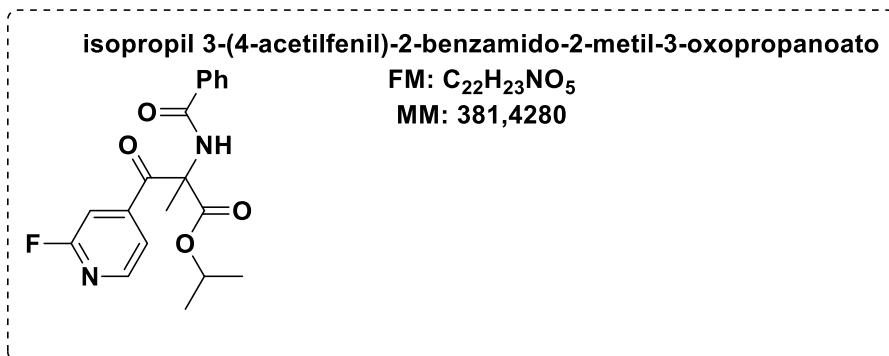 isopropil 3-(4-acetilfenil)-2-benzamido-2-metil-3-oxopropanoato
Ph
FM: C₂₂H₂₃NO₅
O
NH
MM: 381,4280
O
O
F
O
N